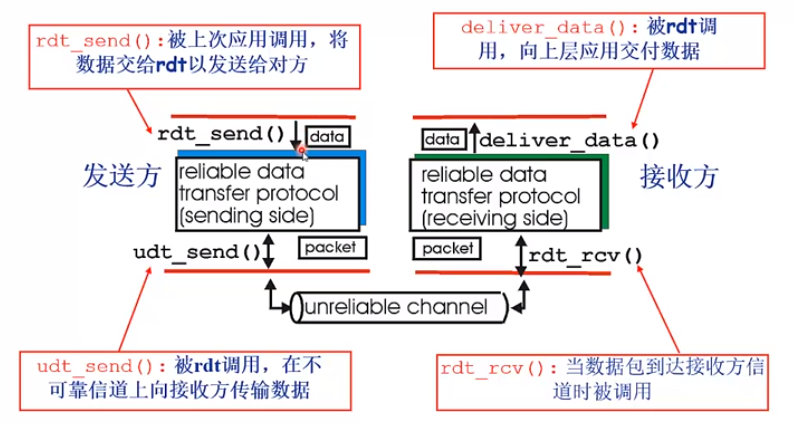 rdt_send():被上次应用调用，将
数据交给rdt以发送给对方
deliver_data():被rdt调
用，向上层应用交付数据
rdt_send()
data
data
deliver_data()
发送方
reliable data
transfer protocol
(sending side)
reliable data
transfer protocol
(receiving side)
接收方
udt_send()
packet
packet
rdt_rcv()
unreliable channel
udt_send():被rdt调用，在不
可靠信道上向接收方传输数据
rdt_rcv():当数据包到达接收方信
道时被调用